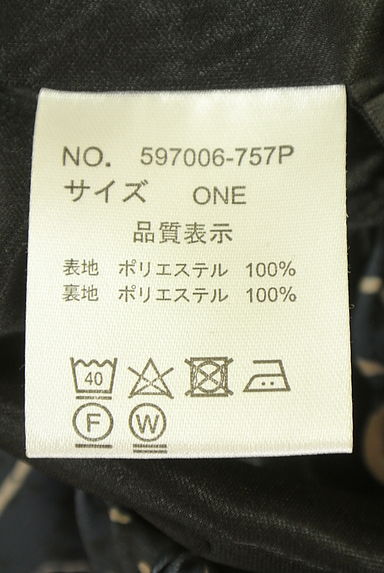 NO. 597006-757P
サイズ ONE
品質表示
表地 ポリエステル 100%
裏地 ポリエステル 100%
40
F W